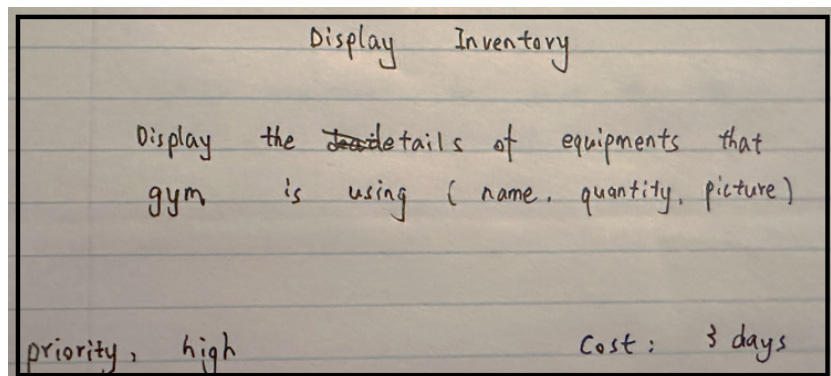 Display Inventory
Display the details of equipments that
gym is using ( name, quantity, picture)
priority, high
Cost: 3 days